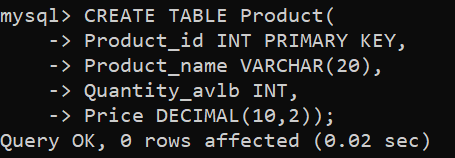 mysql> CREATE TABLE Product(
    -> Product_id INT PRIMARY KEY,
    -> Product_name VARCHAR(20),
    -> Quantity_avlb INT,
    -> Price DECIMAL(10,2));
Query OK, 0 rows affected (0.02 sec)